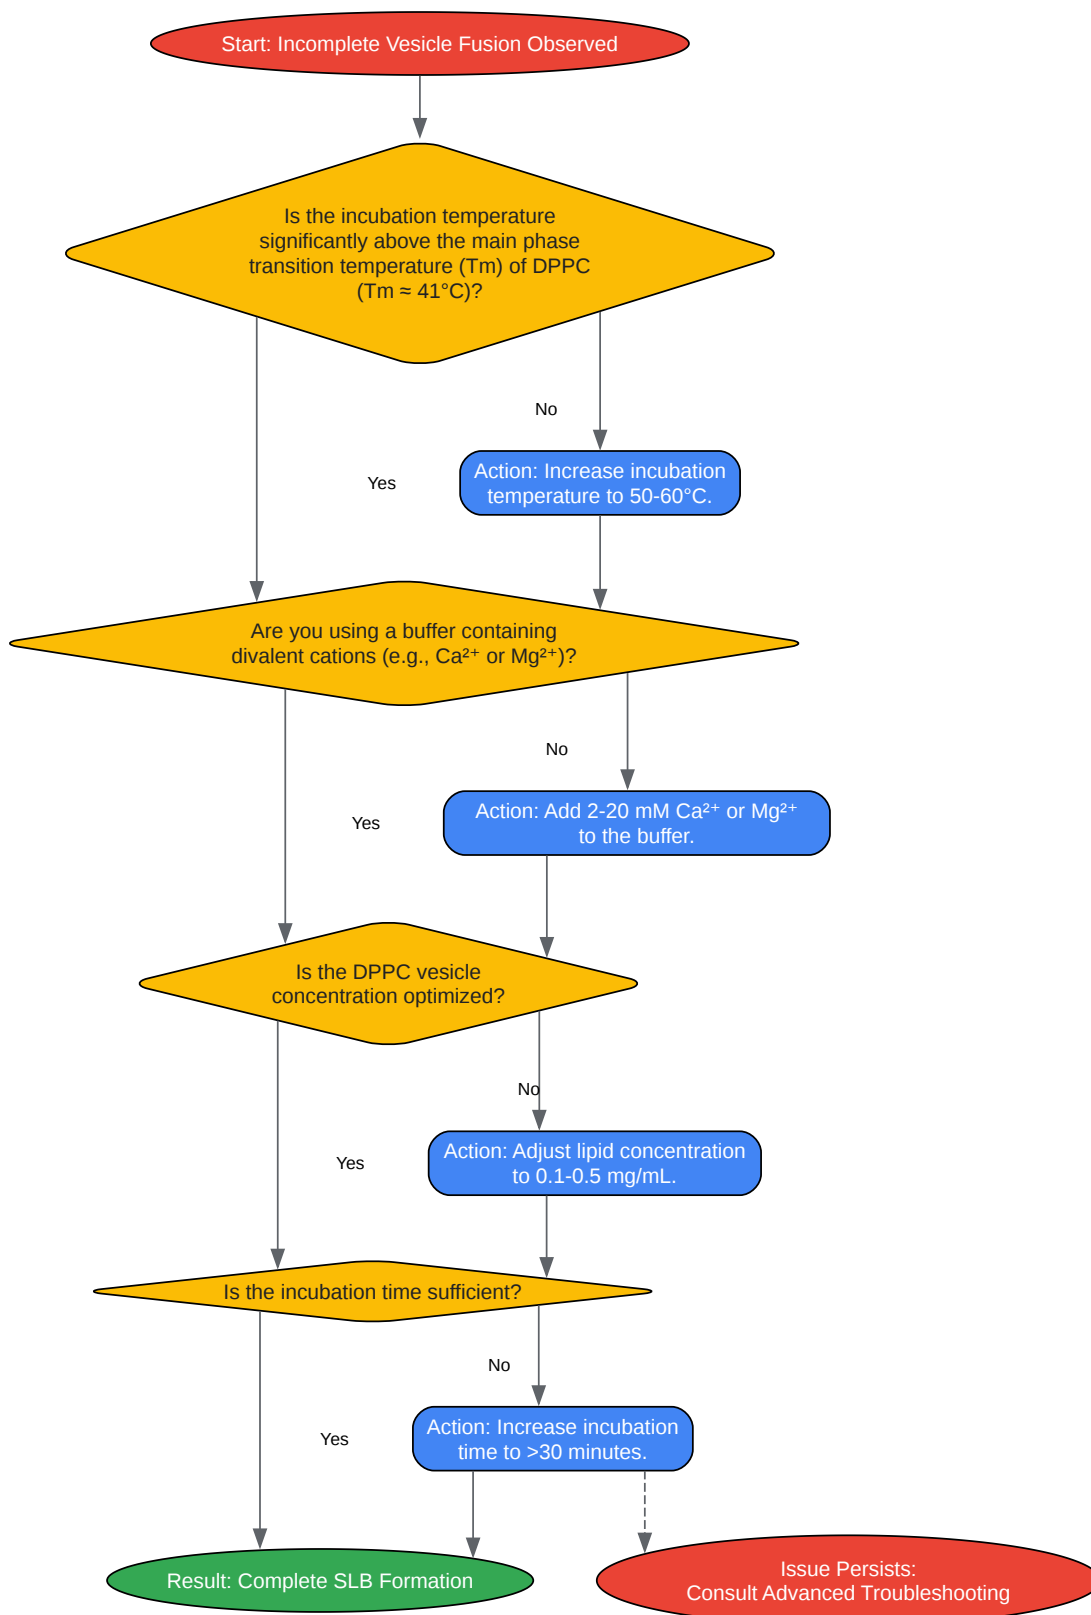 Start: Incomplete Vesicle Fusion Observed
Is the incubation temperature
significantly above the main phase
transition temperature (Tm) of DPPC
(Tm ≈ 41°C)?
No
Action: Increase incubation
temperature to 50-60°C.
Yes
Are you using a buffer containing
divalent cations (e.g., Ca²⁺ or Mg²⁺)?
No
Action: Add 2-20 mM Ca²⁺ or Mg²⁺
to the buffer.
Yes
Is the DPPC vesicle
concentration optimized?
No
Action: Adjust lipid concentration
to 0.1-0.5 mg/mL.
Yes
Is the incubation time sufficient?
No
Action: Increase incubation
time to >30 minutes.
Yes
Result: Complete SLB Formation
Issue Persists:
Consult Advanced Troubleshooting